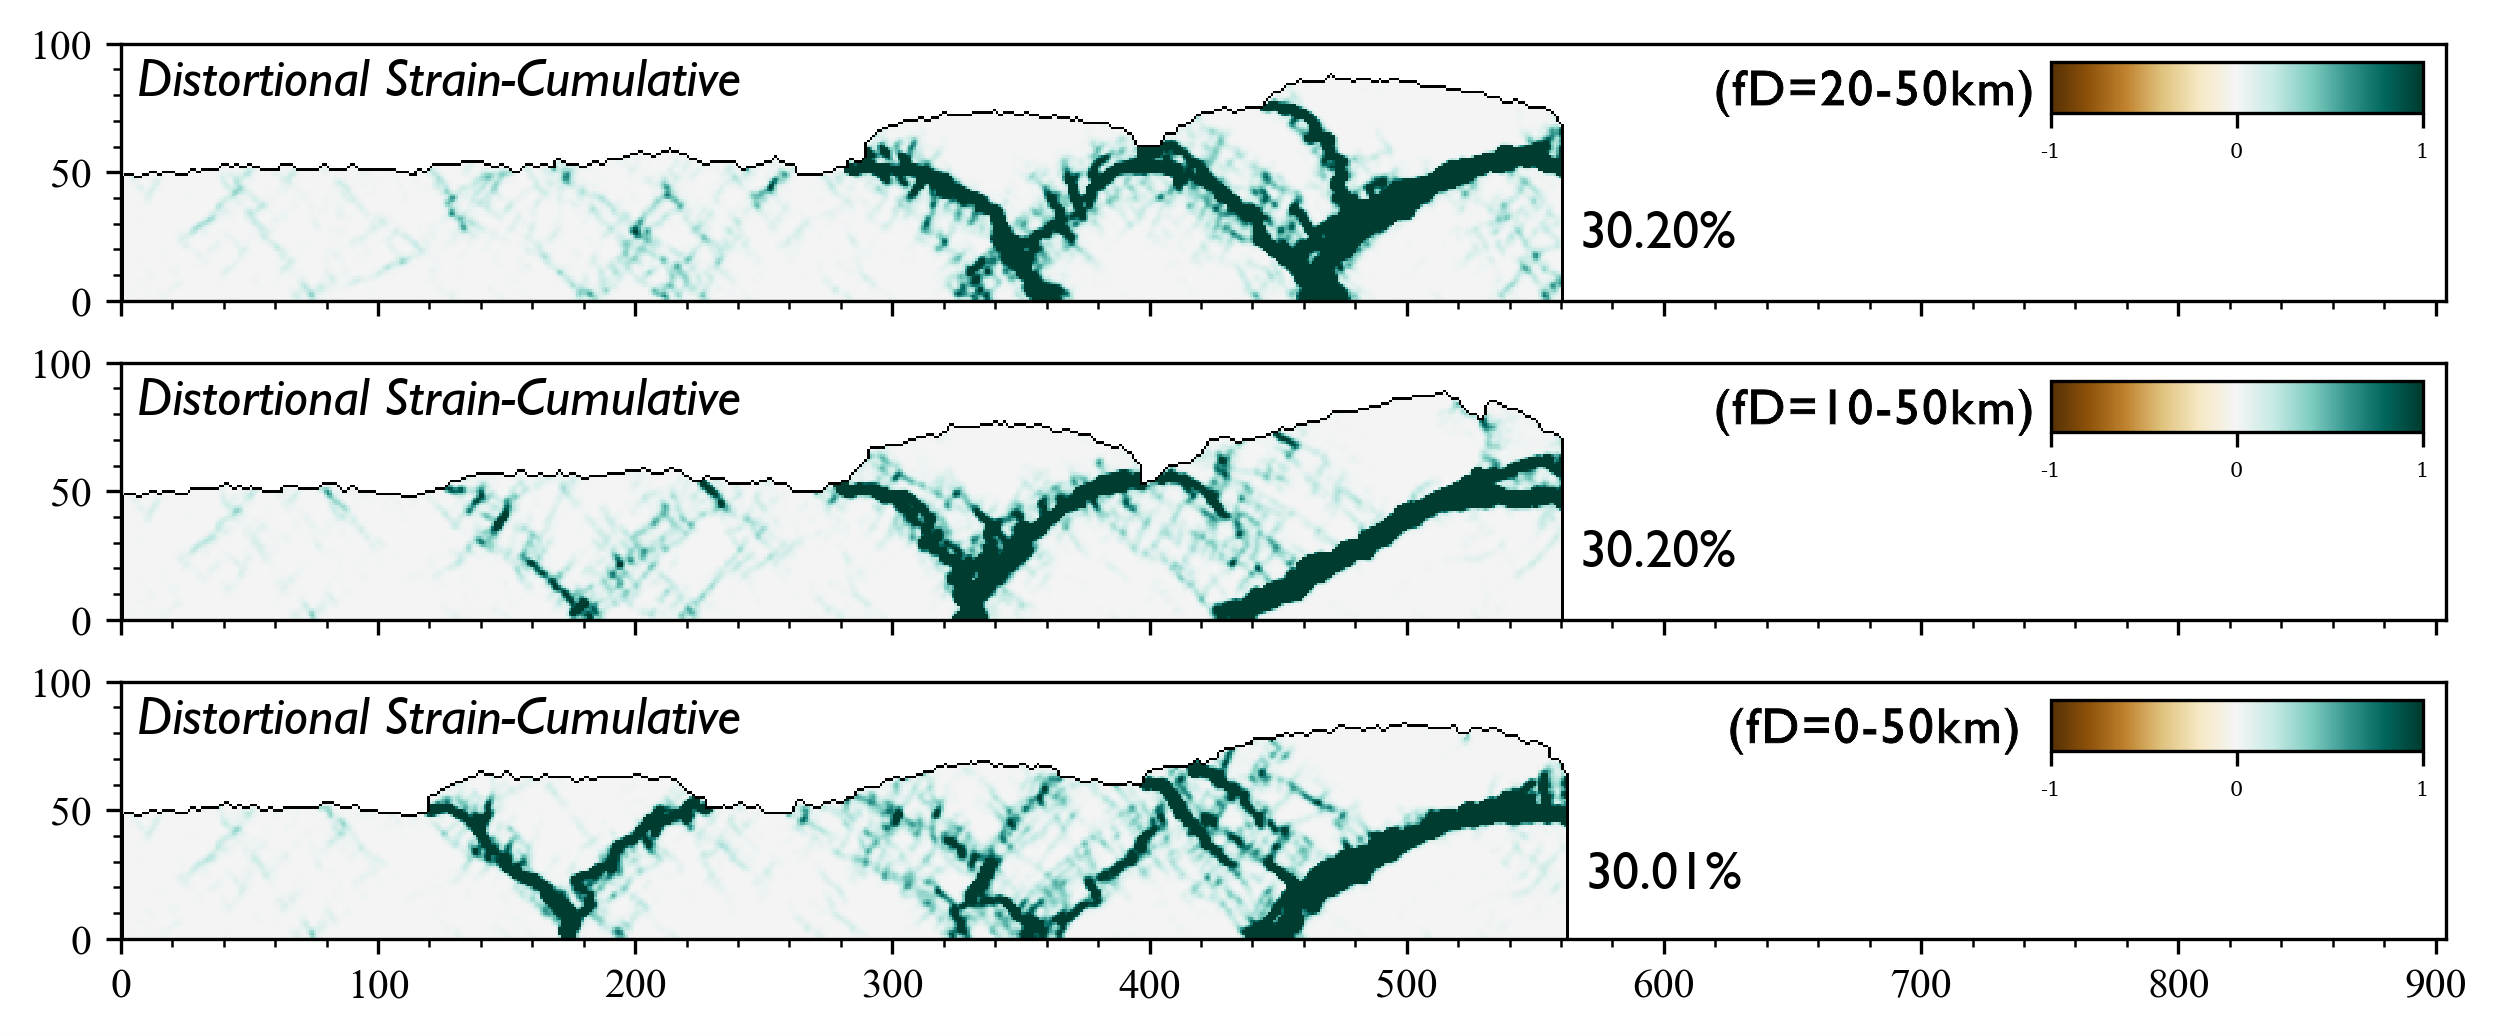 100
Distortional Strain-Cumulative
(fD=20-50km)
-1 0 1
50
30.20%
0
100
Distortional Strain-Cumulative
(fD=10-50km)
-1 0 1
50
30.20%
0
100
Distortional Strain-Cumulative
(fD=0-50km)
-1 0 1
50
30.01%
0
0 100 200 300 400 500 600 700 800 900